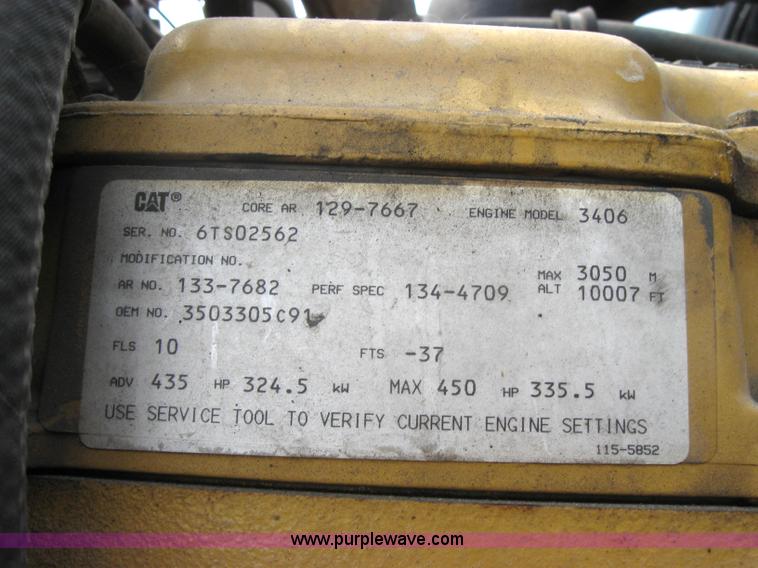 CAT® CORE AR 129-7667 ENGINE MODEL 3406
SER. NO. 6TS02562
MODIFICATION NO.
AR NO. 133-7682 PERF SPEC 134-4709 MAX ALT 3050 M 10007 FT
OEM NO. 3503305C91
FLS 10 FTS -37
ADV 435 HP 324.5 kW MAX 450 HP 335.5 kW
USE SERVICE TOOL TO VERIFY CURRENT ENGINE SETTINGS
115-5852
www.purplewave.com